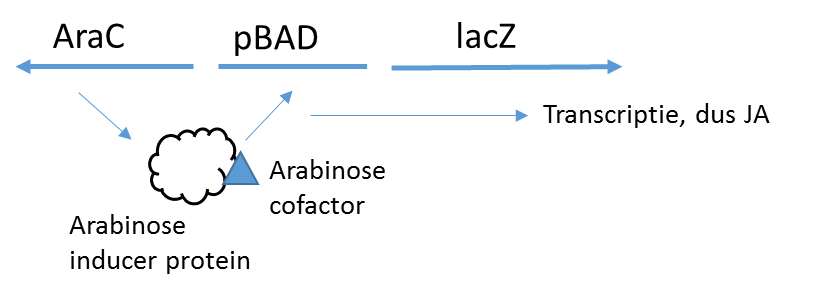 AraC pBAD lacZ
Transcriptie, dus JA
Arabinose
cofactor
Arabinose
inducer protein